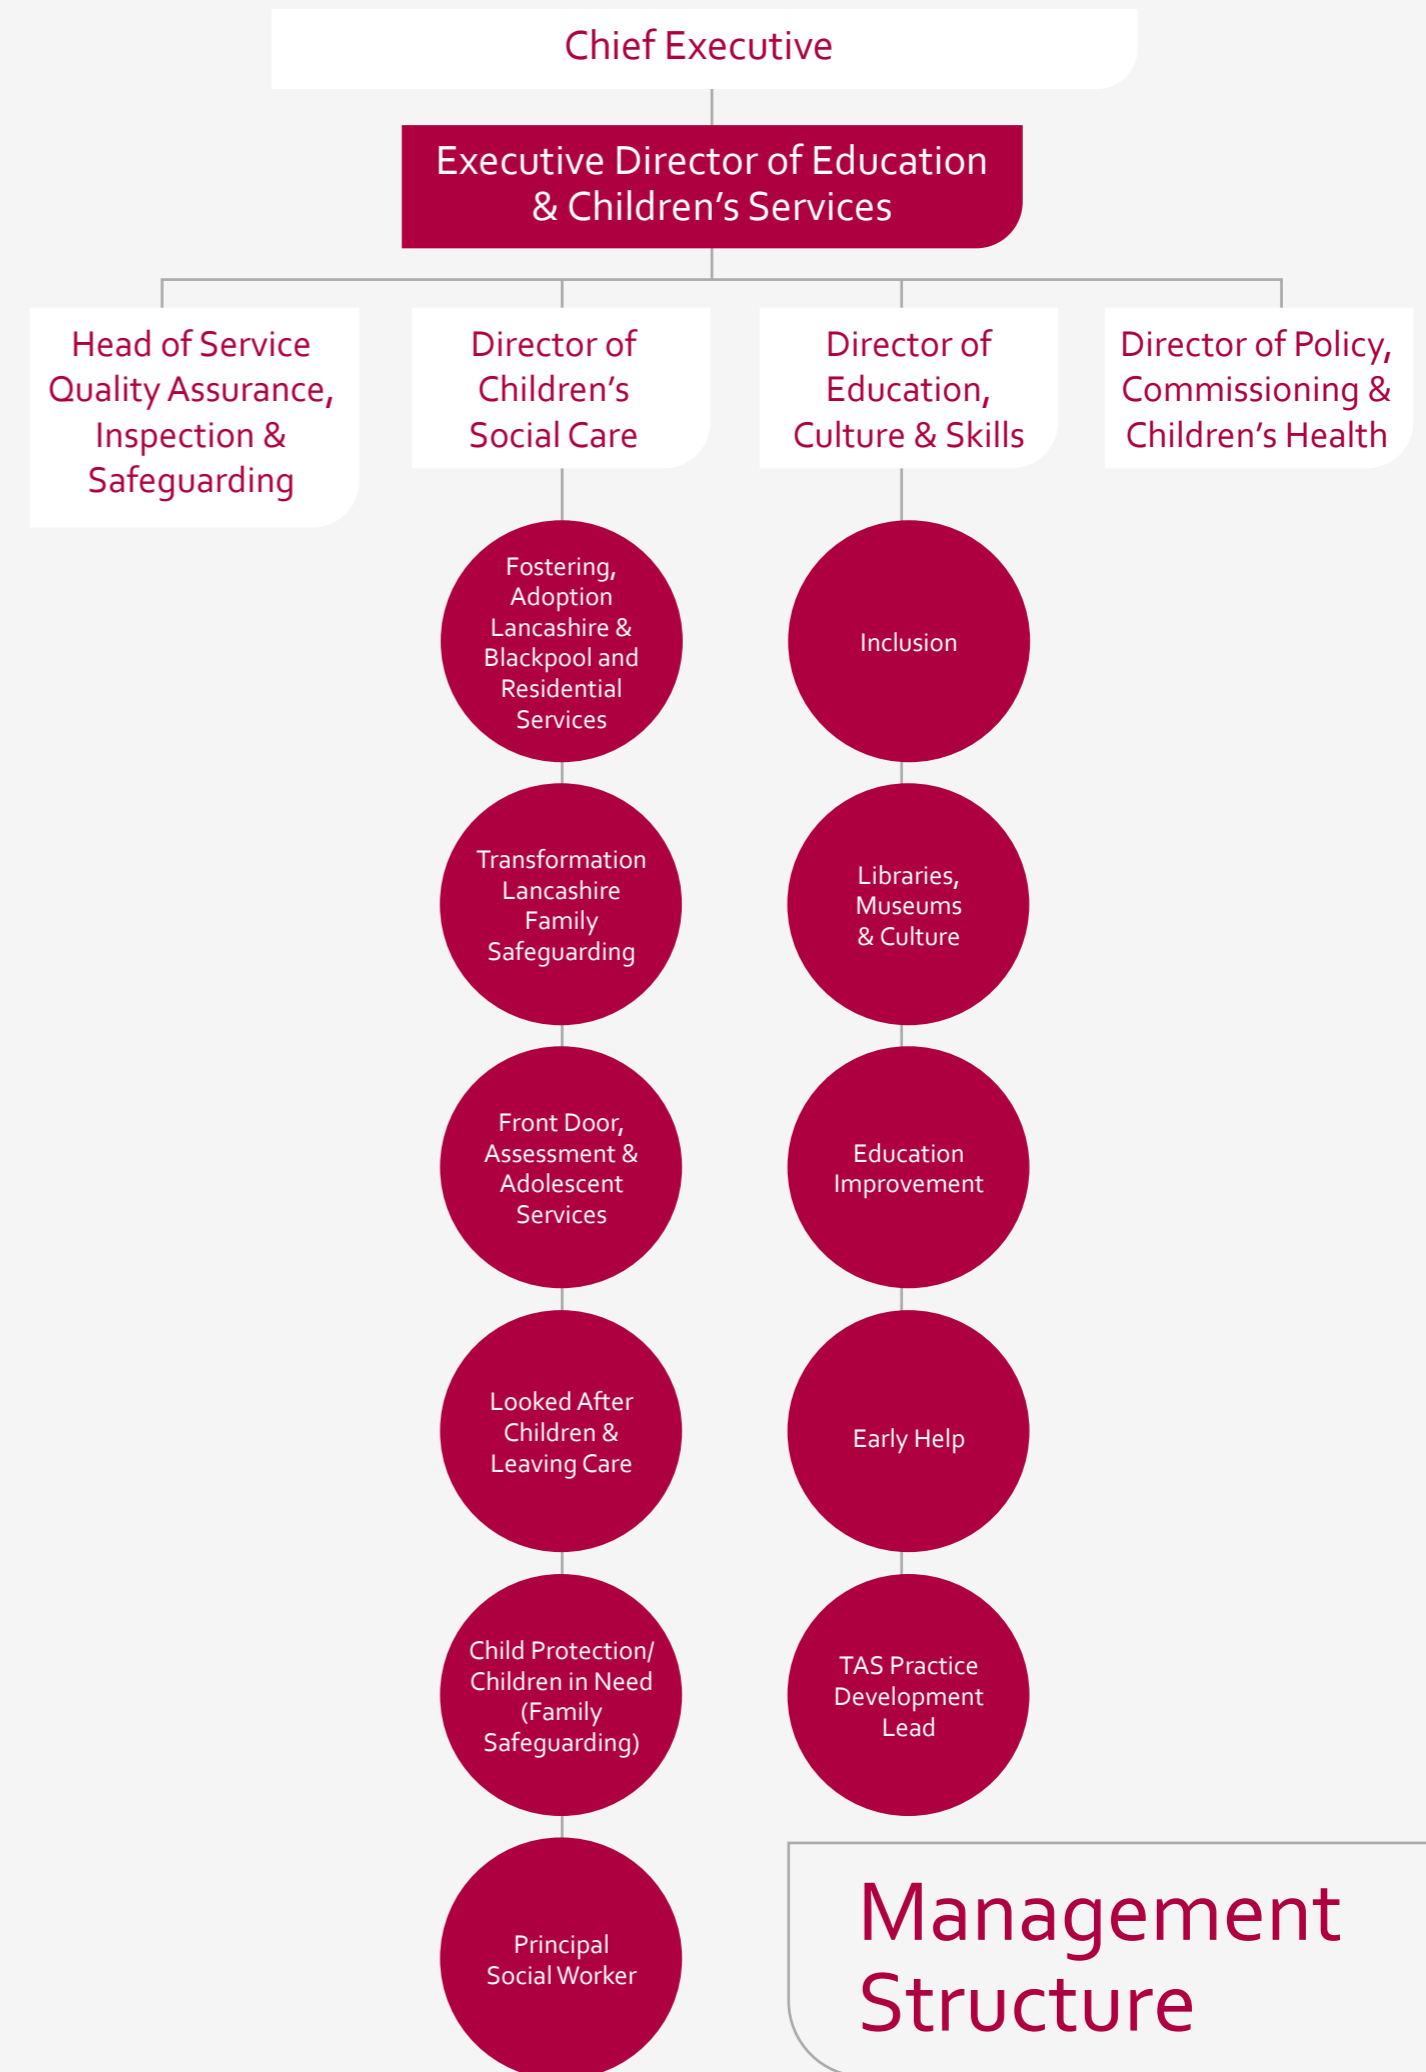 Chief Executive
Executive Director of Education
& Children’s Services
Head of Service
Quality Assurance,
Inspection &
Safeguarding
Director of
Children’s
Social Care
Director of
Education,
Culture & Skills
Director of Policy,
Commissioning &
Children’s Health
Fostering,
Adoption
Lancashire &
Blackpool and
Residential
Services
Transformation
Lancashire
Family
Safeguarding
Front Door,
Assessment &
Adolescent
Services
Looked After
Children &
Leaving Care
Child Protection/
Children in Need
(Family
Safeguarding)
Principal
Social Worker
Inclusion
Libraries,
Museums
& Culture
Education
Improvement
Early Help
TAS Practice
Development
Lead
Management
Structure